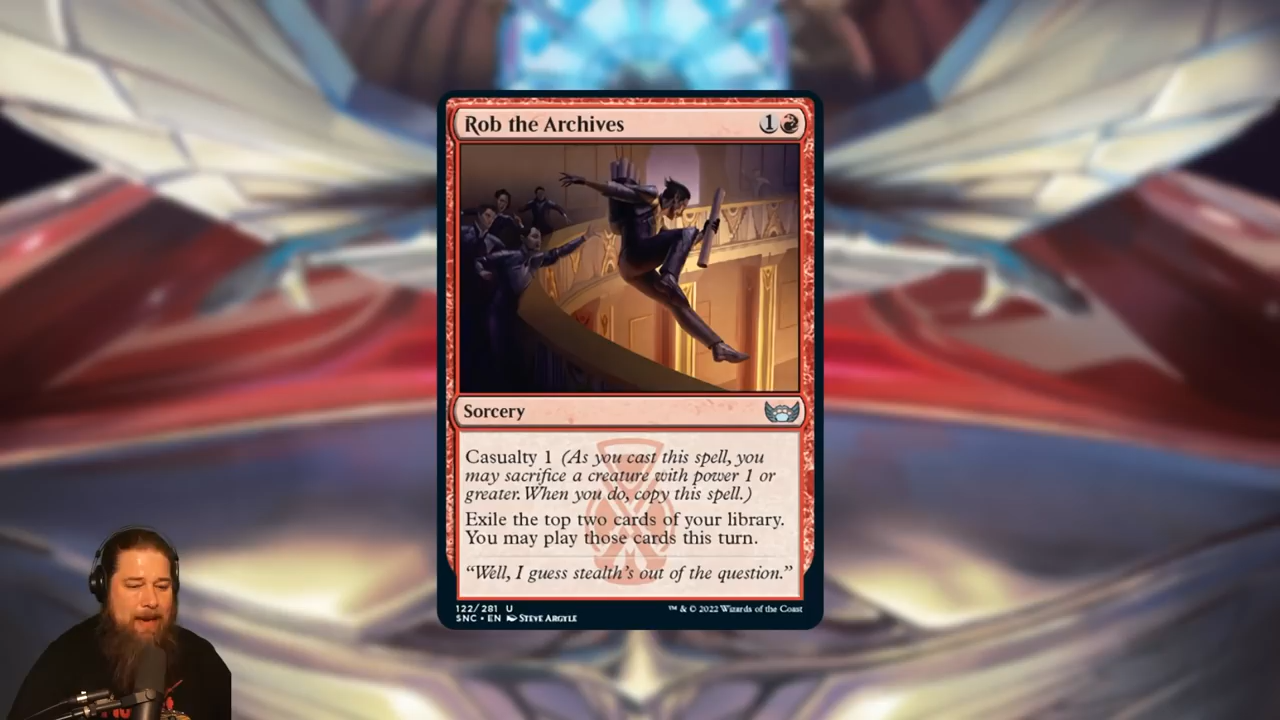 Rob the Archives 1
Sorcery
Casualty 1 (As you cast this spell, you
may sacrifice a creature with power 1 or
greater. When you do, copy this spell.)
Exile the top two cards of your library.
You may play those cards this turn.
“Well, I guess stealth’s out of the question.”
122/281 U
SNC • EN Steve Argyle
™ & © 2022 Wizards of the Coast